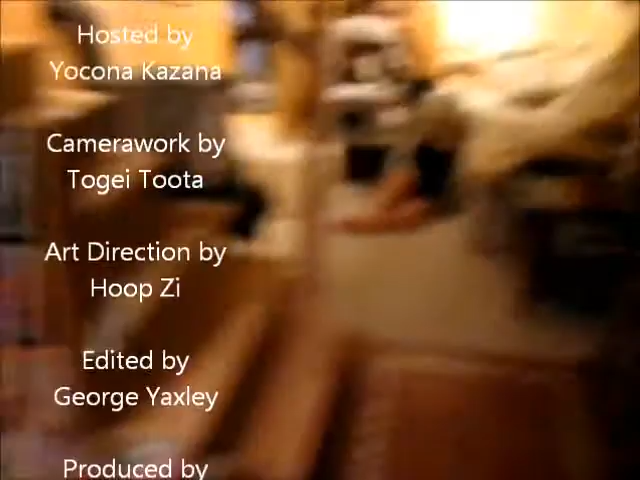 Hosted by
Yocona Kazana
Camerawork by
Togei Toota
Art Direction by
Hoop Zi
Edited by
George Yaxley
Produced by